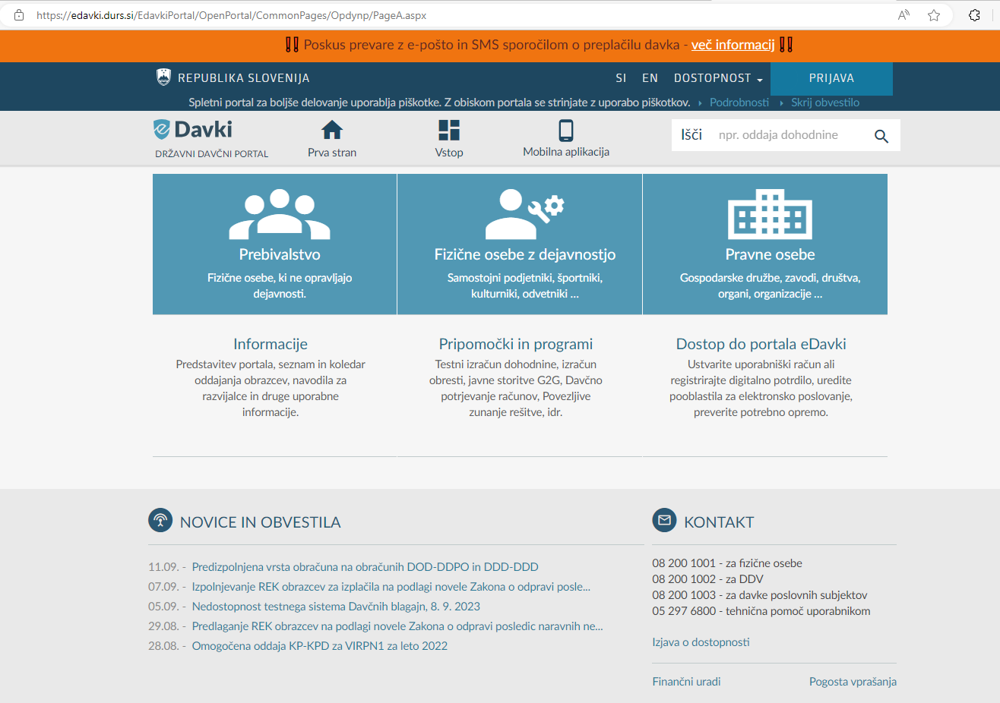 https://edavki.durs.si/EdavkiPortal/OpenPortal/CommonPages/Opdynp/PageA.aspx
!! Poskus prevare z e-pošto in SMS sporočilom o preplačilu davka - več informacij !!
REPUBLIKA SLOVENIJA
SI EN DOSTOPNOST PRIJAVA
Spletni portal za boljše delovanje uporablja piškotke. Z obiskom portala se strinjate z uporabo piškotkov. Podrobnosti Skrij obvestilo
eDavki
DRŽAVNI DAVČNI PORTAL
Prva stran
Vstop
Mobilna aplikacija
Išči npr. oddaja dohodnine
Prebivalstvo
Fizične osebe, ki ne opravljajo
dejavnosti.
Fizične osebe z dejavnostjo
Samostojni podjetniki, športniki,
kulturniki, odvetniki ...
Pravne osebe
Gospodarske družbe, zavodi, društva,
organi, organizacije ...
Informacije
Predstavitev portala, seznam in koledar
oddajanja obrazcev, navodila za
razvijalce in druge uporabne
informacije.
Pripomočki in programi
Testni izračun dohodnine, izračun
obresti, javne storitve G2G, Davčno
potrjevanje računov, Povezljive
zunanje rešitve, idr.
Dostop do portala eDavki
Ustvarite uporabniški račun ali
registrirajte digitalno potrdilo, uredite
pooblastila za elektronsko poslovanje,
preverite potrebno opremo.
NOVICE IN OBVESTILA
11.09. - Predizpolnjena vrsta obračuna na obračunih DOD-DDPO in DDD-DDD
07.09. - Izpolnjevanje REK obrazcev za izplačila na podlagi novele Zakona o odpravi posle...
05.09. - Nedostopnost testnega sistema Davčnih blagajn, 8. 9. 2023
29.08. - Predlaganje REK obrazcev na podlagi novele Zakona o odpravi posledic naravnih ne...
28.08. - Omogočena oddaja KP-KPD za VIRPN1 za leto 2022
KONTAKT
08 200 1001 - za fizične osebe
08 200 1002 - za DDV
08 200 1003 - za davke poslovnih subjektov
05 297 6800 - tehnična pomoč uporabnikom
Izjava o dostopnosti
Finančni uradi Pogosta vprašanja